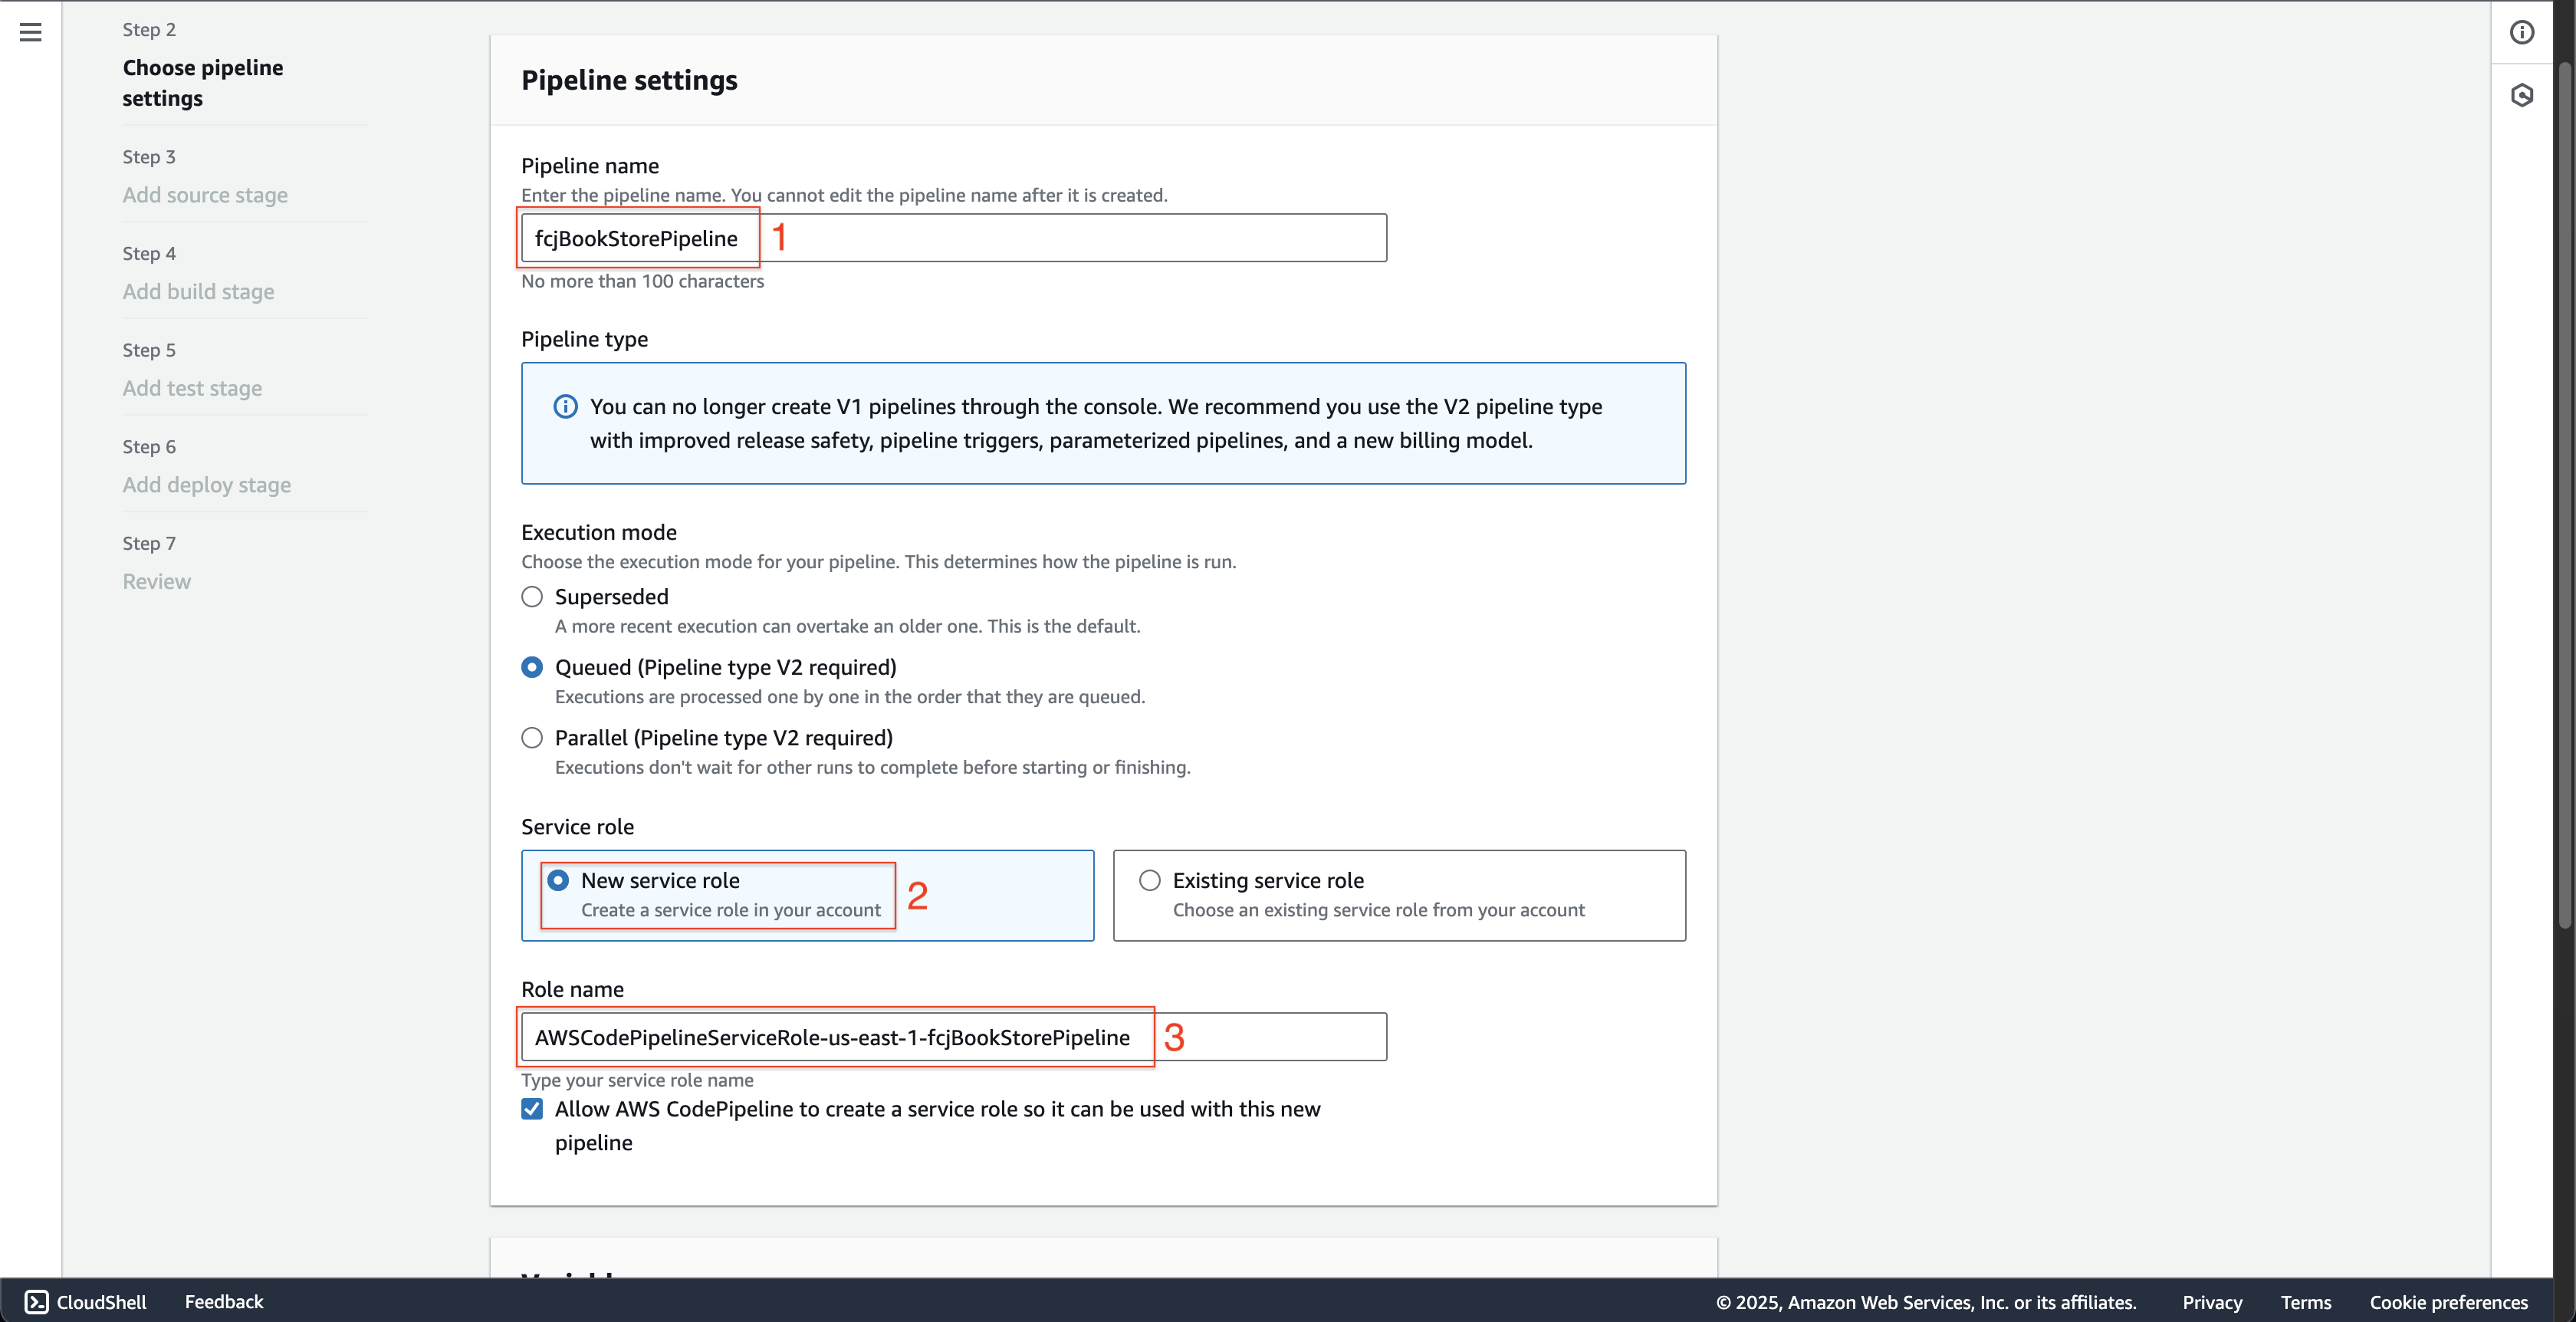 Step 2
Choose pipeline
settings
Step 3
Add source stage
Step 4
Add build stage
Step 5
Add test stage
Step 6
Add deploy stage
Step 7
Review
Pipeline settings
Pipeline name
Enter the pipeline name. You cannot edit the pipeline name after it is created.
fcjBookStorePipeline 1
No more than 100 characters
Pipeline type
You can no longer create V1 pipelines through the console. We recommend you use the V2 pipeline type
with improved release safety, pipeline triggers, parameterized pipelines, and a new billing model.
Execution mode
Choose the execution mode for your pipeline. This determines how the pipeline is run.
Superseded
A more recent execution can overtake an older one. This is the default.
Queued (Pipeline type V2 required)
Executions are processed one by one in the order that they are queued.
Parallel (Pipeline type V2 required)
Executions don't wait for other runs to complete before starting or finishing.
Service role
New service role
Create a service role in your account
2
Existing service role
Choose an existing service role from your account
Role name
AWSCodePipelineServiceRole-us-east-1-fcjBookStorePipeline 3
Type your service role name
Allow AWS CodePipeline to create a service role so it can be used with this new
pipeline
CloudShell Feedback © 2025, Amazon Web Services, Inc. or its affiliates. Privacy Terms Cookie preferences